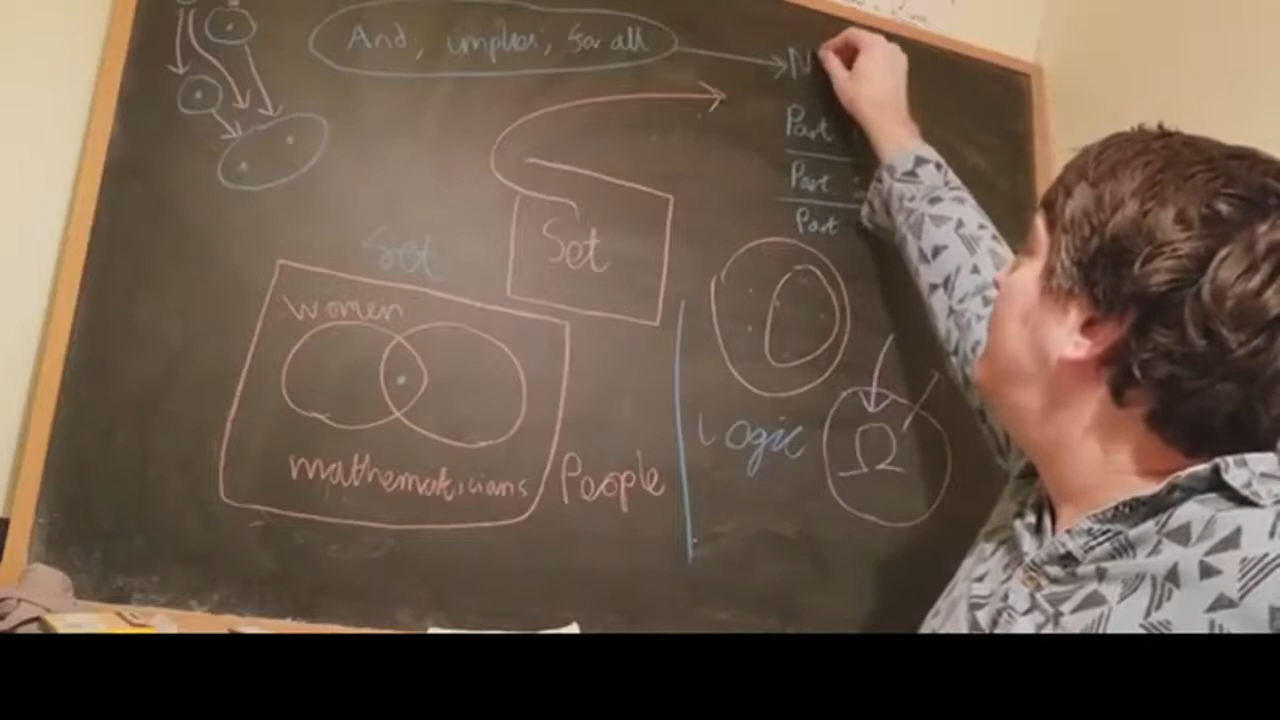 And, implies, for all
N
Part
Part
Part
Set
Set
women
mathematicians
People
Logic
Ω